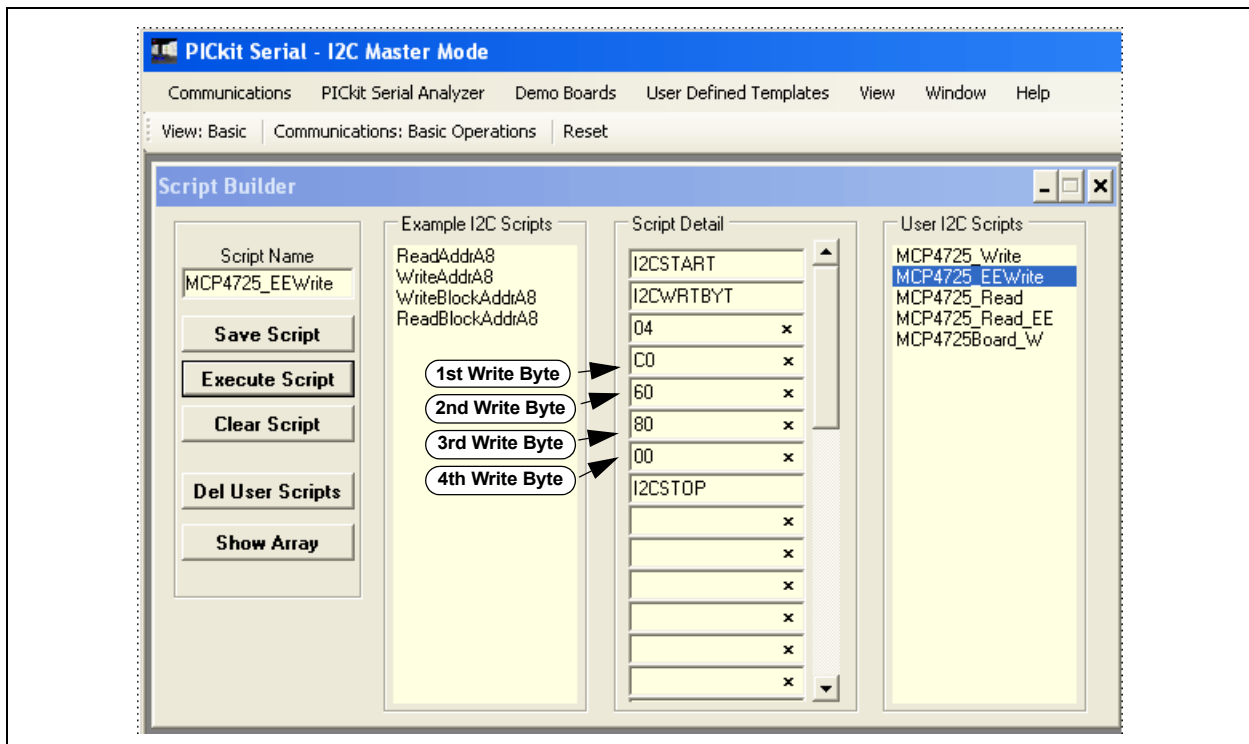 PICkit Serial - I2C Master Mode
Communications PICkit Serial Analyzer Demo Boards User Defined Templates View Window Help
View: Basic Communications: Basic Operations Reset
Script Builder
Script Name
MCP4725_EEWrite
Save Script
Execute Script
Clear Script
Del User Scripts
Show Array
Example I2C Scripts
ReadAddrA8
WriteAddrA8
WriteBlockAddrA8
ReadBlockAddrA8
1st Write Byte
2nd Write Byte
3rd Write Byte
4th Write Byte
Script Detail
I2CSTART
I2CWRTBYT
04 x
C0 x
60 x
80 x
00 x
I2CSTOP
x
x
x
x
x
x
User I2C Scripts
MCP4725_Write
MCP4725_EEWrite
MCP4725_Read
MCP4725_Read_EE
MCP4725Board_W